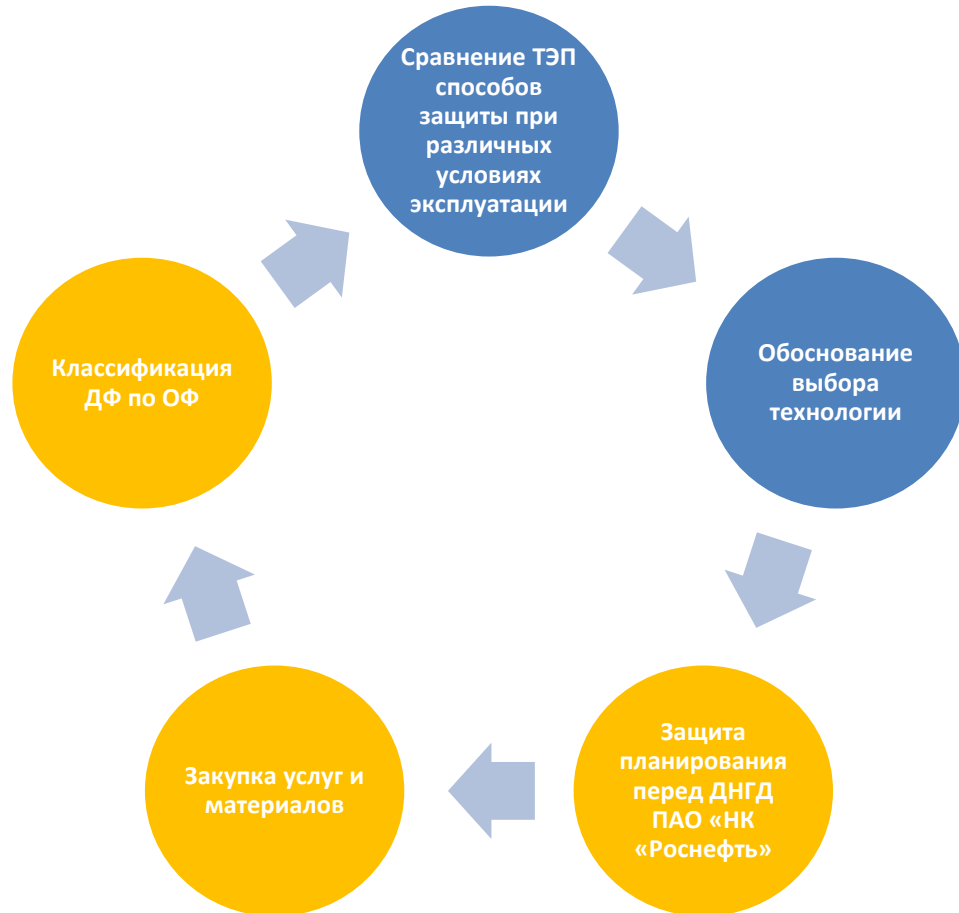 Сравнение ТЭП
способов
защиты при
различных
условиях
эксплуатации
Обоснование
выбора
технологии
Защита
планирования
перед ДНГД
ПАО «НК
«Роснефть»
Закупка услуг и
материалов
Классификация
ДФ по ОФ